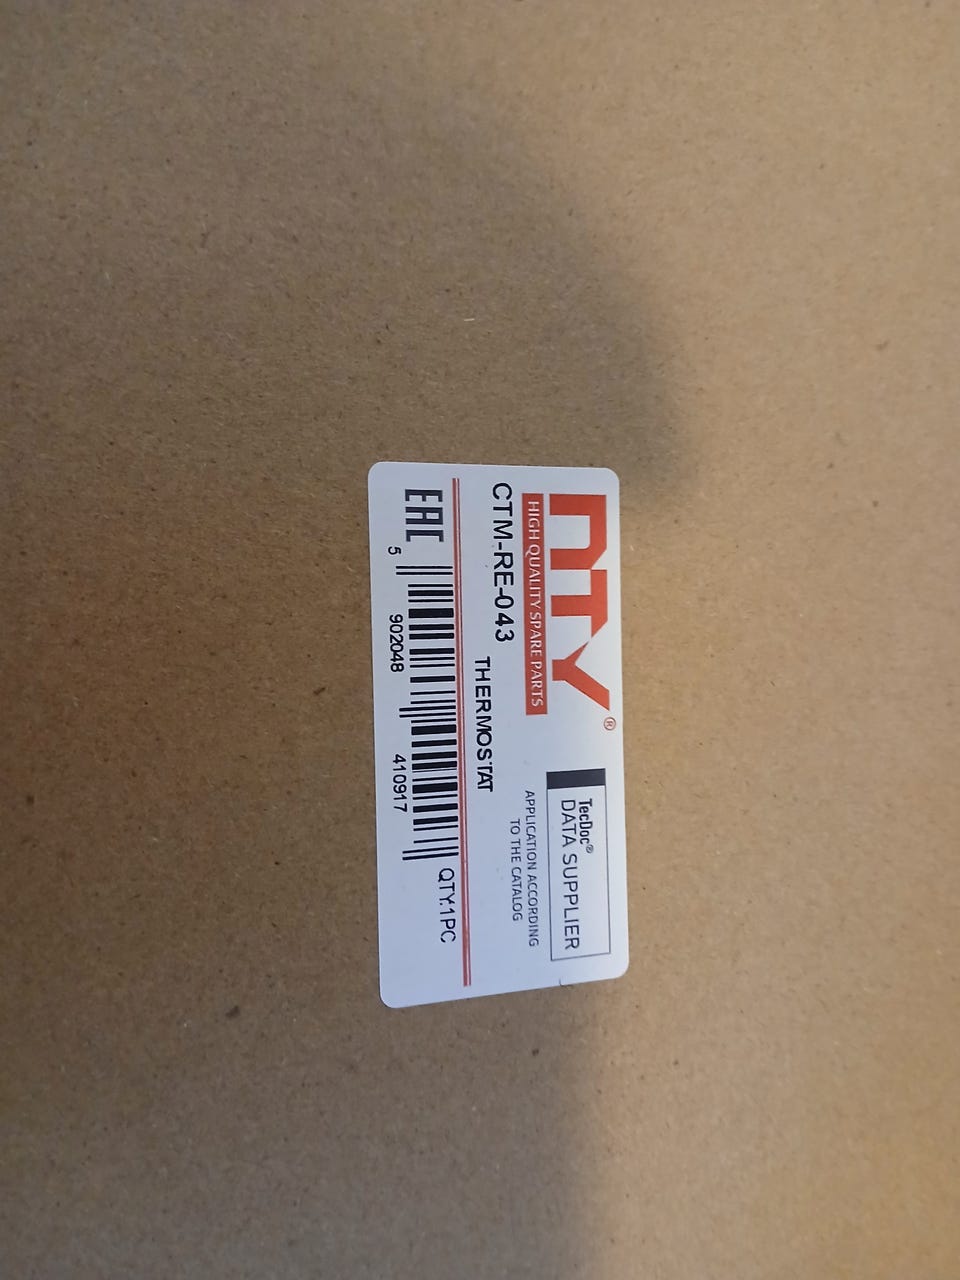 NTY®
HIGH QUALITY SPARE PARTS
TecDoc®
DATA SUPPLIER
APPLICATION ACCORDING
TO THE CATALOG
CTM-RE-043
THERMOSTAT
EAC
5 902048 410917
QTY:1PC